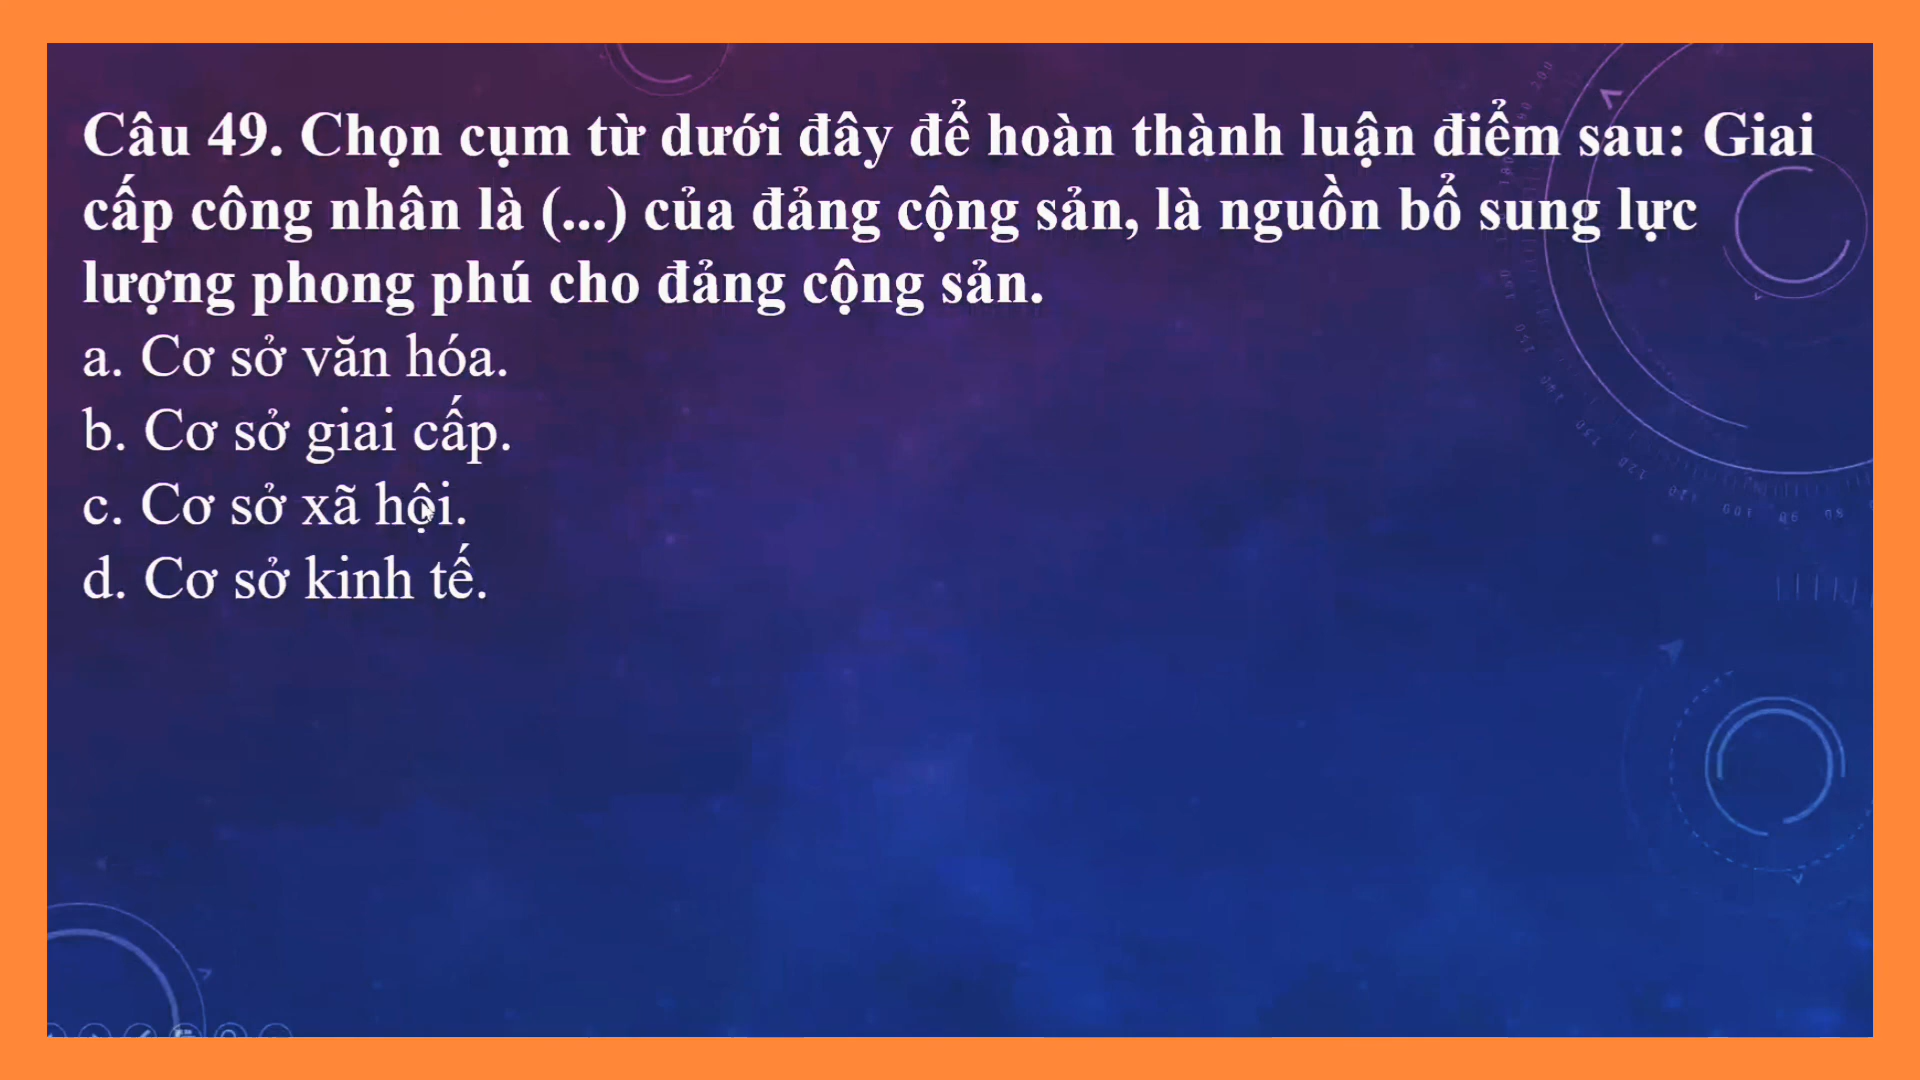 Câu 49. Chọn cụm từ dưới đây để hoàn thành luận điểm sau: Giai
cấp công nhân là (...) của đảng cộng sản, là nguồn bổ sung lực
lượng phong phú cho đảng cộng sản.
a. Cơ sở văn hóa.
b. Cơ sở giai cấp.
c. Cơ sở xã hội.
d. Cơ sở kinh tế.